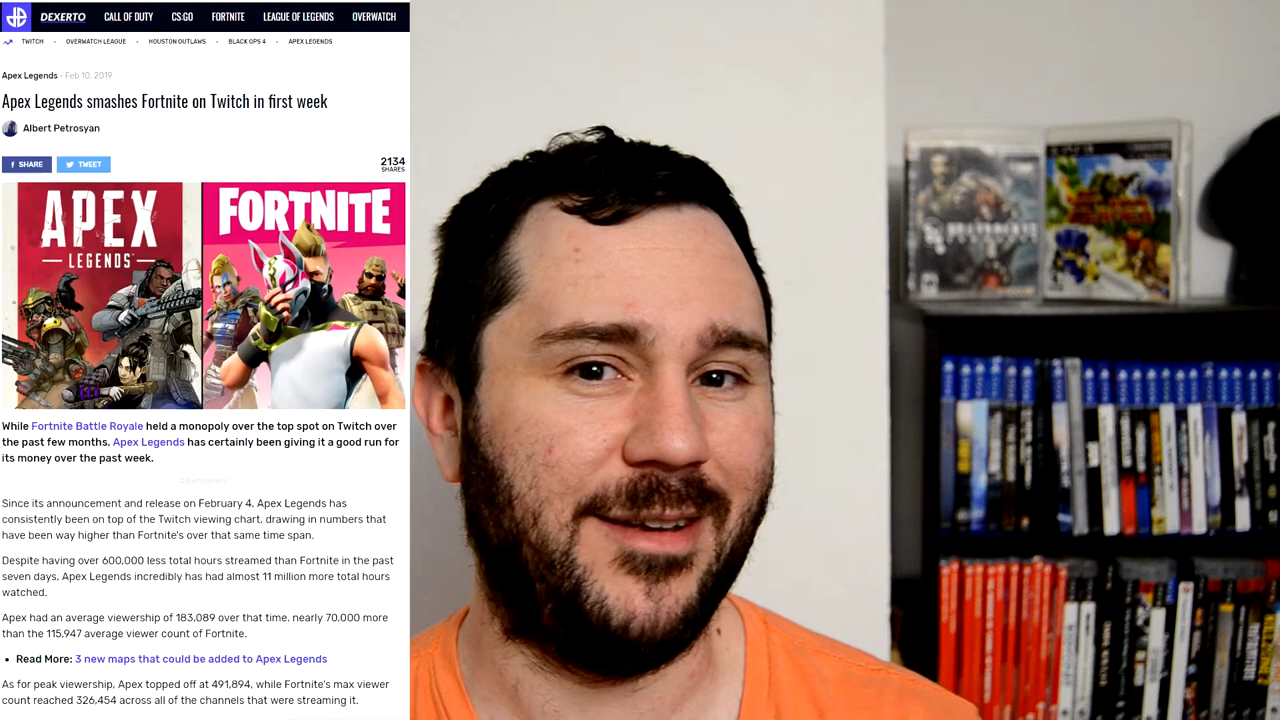 DEXERTO CALL OF DUTY CS:GO FORTNITE LEAGUE OF LEGENDS OVERWATCH
TWITCH • OVERWATCH LEAGUE • HOUSTON OUTLAWS • BLACK OPS 4 • APEX LEGENDS
Apex Legends - Feb 10, 2019
Apex Legends smashes Fortnite on Twitch in first week
Albert Petrosyan
f SHARE TWEET 2134
SHARES
APEX
LEGENDS
FORTNITE
While Fortnite Battle Royale held a monopoly over the top spot on Twitch over
the past few months, Apex Legends has certainly been giving it a good run for
its money over the past week.
Advertisement
Since its announcement and release on February 4, Apex Legends has
consistently been on top of the Twitch viewing chart, drawing in numbers that
have been way higher than Fortnite's over that same time span.
Despite having over 600,000 less total hours streamed than Fortnite in the past
seven days, Apex Legends incredibly has had almost 11 million more total hours
watched.
Apex had an average viewership of 183,089 over that time, nearly 70,000 more
than the 115,947 average viewer count of Fortnite.
• Read More: 3 new maps that could be added to Apex Legends
As for peak viewership, Apex topped off at 491,894, while Fortnite's max viewer
count reached 326,454 across all of the channels that were streaming it.